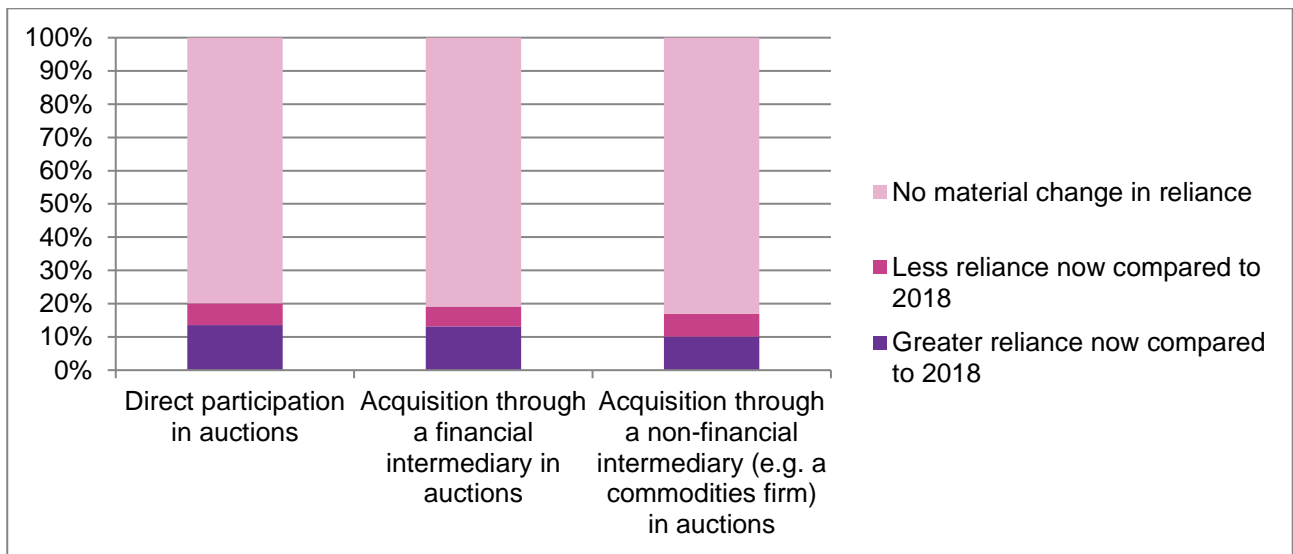 100%
90%
80%
70%
60%
50%
40%
30%
20%
10%
0%
Direct participation
in auctions
Acquisition through
a financial
intermediary in
auctions
Acquisition through
a non-financial
intermediary (e.g. a
commodities firm)
in auctions
No material change in reliance
Less reliance now compared to
2018
Greater reliance now compared
to 2018